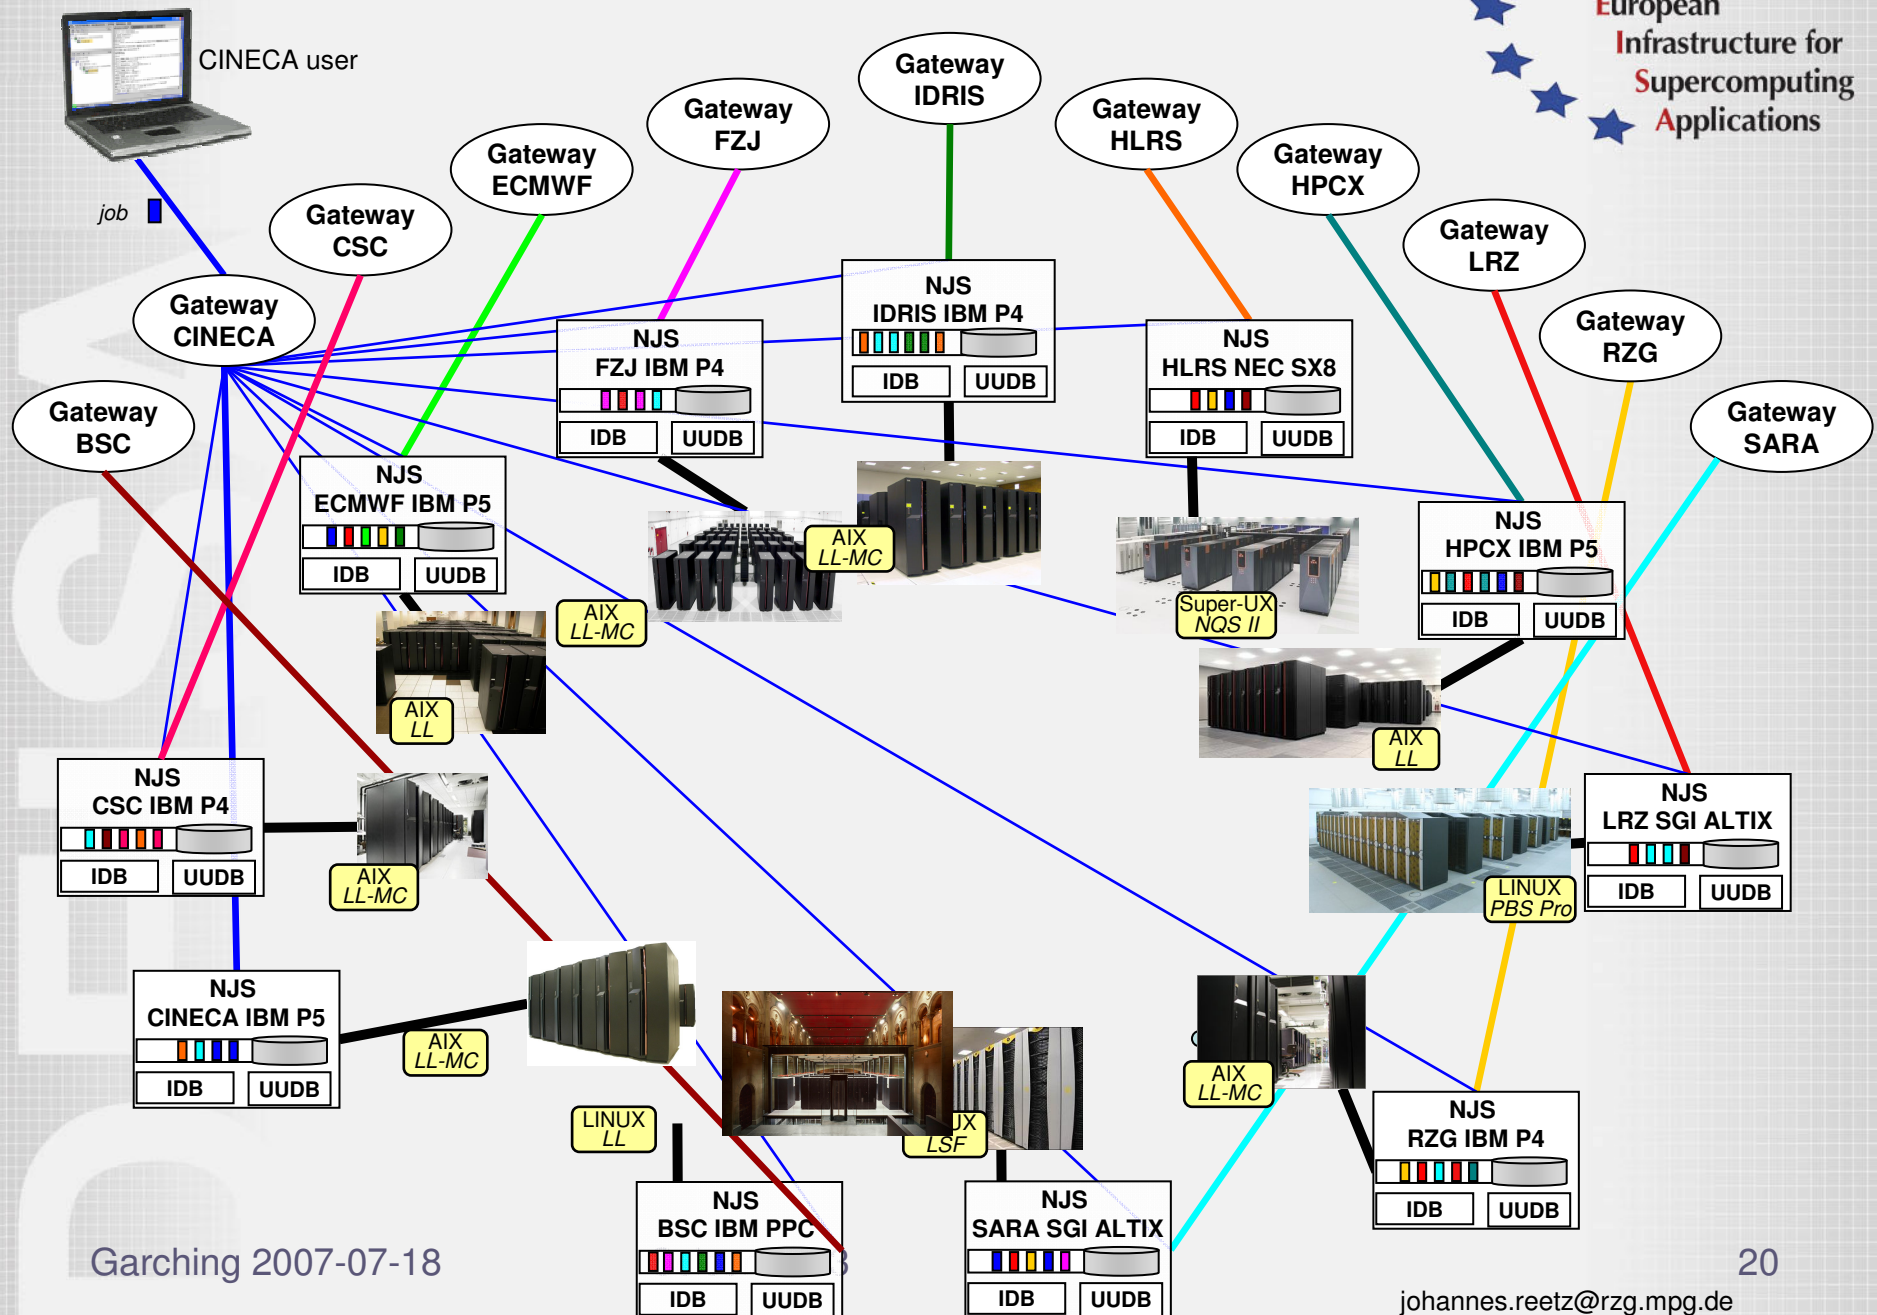 European
Infrastructure for
Supercomputing
Applications
CINECA user
job
Gateway
CINECA
Gateway
BSC
Gateway
CSC
Gateway
ECMWF
Gateway
FZJ
Gateway
IDRIS
Gateway
HLRS
Gateway
HPCX
Gateway
LRZ
Gateway
RZG
Gateway
SARA
NJS
IDRIS IBM P4
IDB
UUDB
NJS
FZJ IBM P4
IDB
UUDB
NJS
HLRS NEC SX8
IDB
UUDB
NJS
ECMWF IBM P5
IDB
UUDB
NJS
HPCX IBM P5
IDB
UUDB
AIX
LL-MC
AIX
LL-MC
Super-UX
NQS II
AIX
LL
AIX
LL
NJS
CSC IBM P4
IDB
UUDB
AIX
LL-MC
NJS
LRZ SGI ALTIX
IDB
UUDB
LINUX
PBS Pro
NJS
CINECA IBM P5
IDB
UUDB
AIX
LL-MC
LINUX
LL
UX
LSF
AIX
LL-MC
NJS
RZG IBM P4
IDB
UUDB
NJS
BSC IBM PPC
IDB
UUDB
NJS
SARA SGI ALTIX
IDB
UUDB
DEISA
Garching 2007-07-18
20
johannes.reetz@rzg.mpg.de